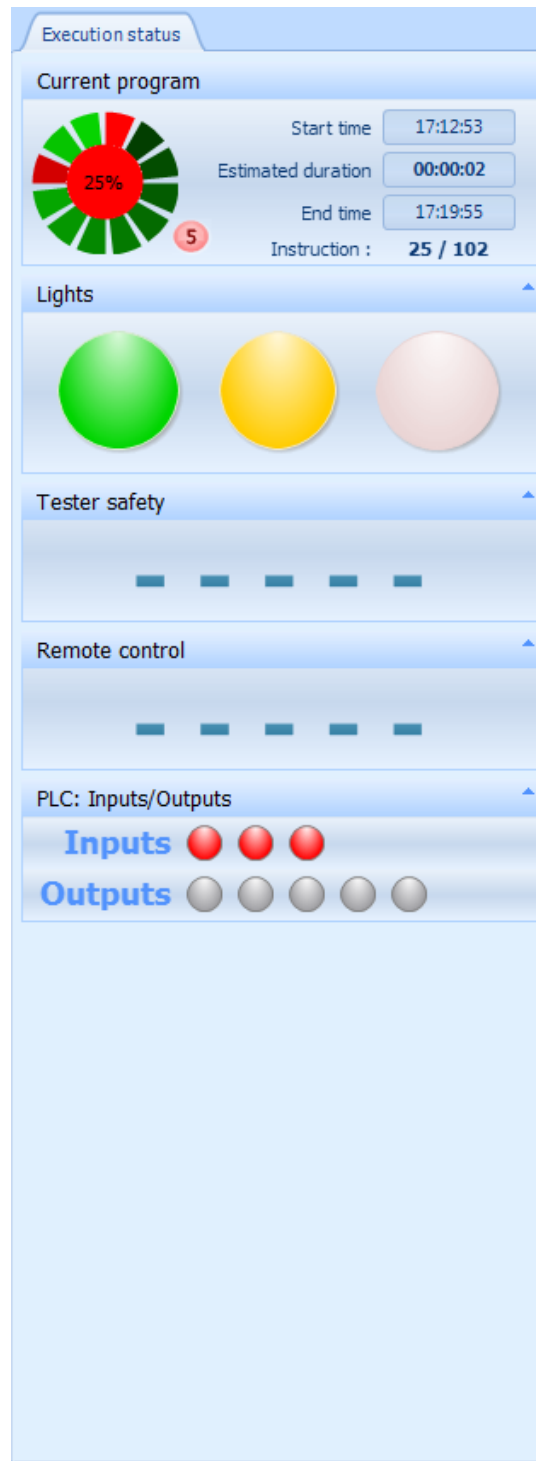 Execution status
Current program
Start time 17:12:53
25%
Estimated duration 00:00:02
End time 17:19:55
5
Instruction : 25 / 102
Lights
Tester safety
- - - - -
Remote control
- - - - -
PLC: Inputs/Outputs
Inputs
Outputs